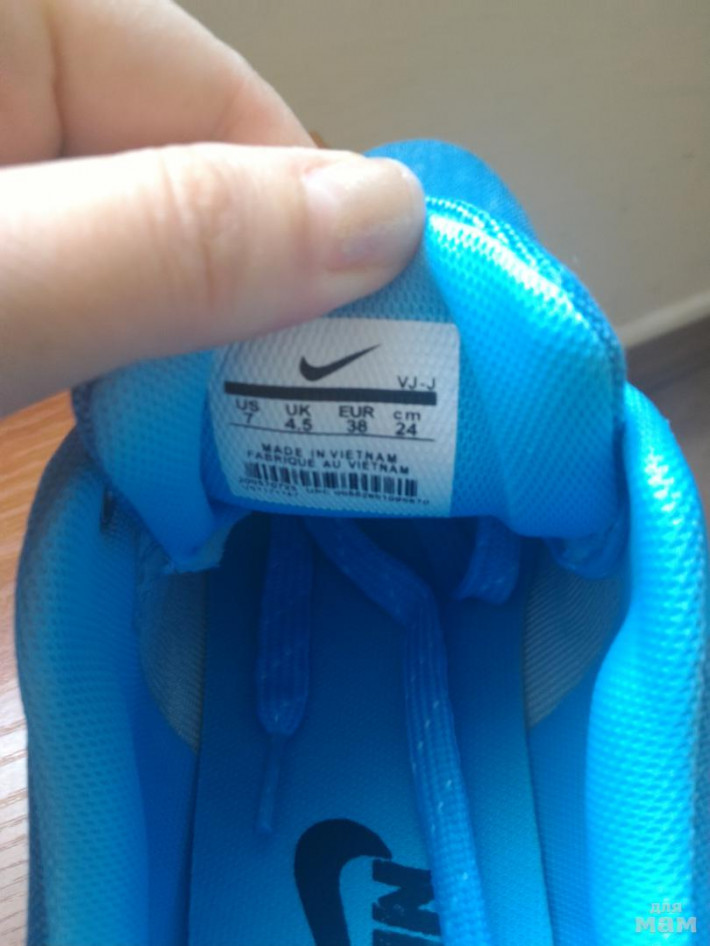 VJ-J
US UK EUR cm
7 4.5 38 24
MADE IN VIETNAM
FABRIQUE AU VIETNAM
для
мам